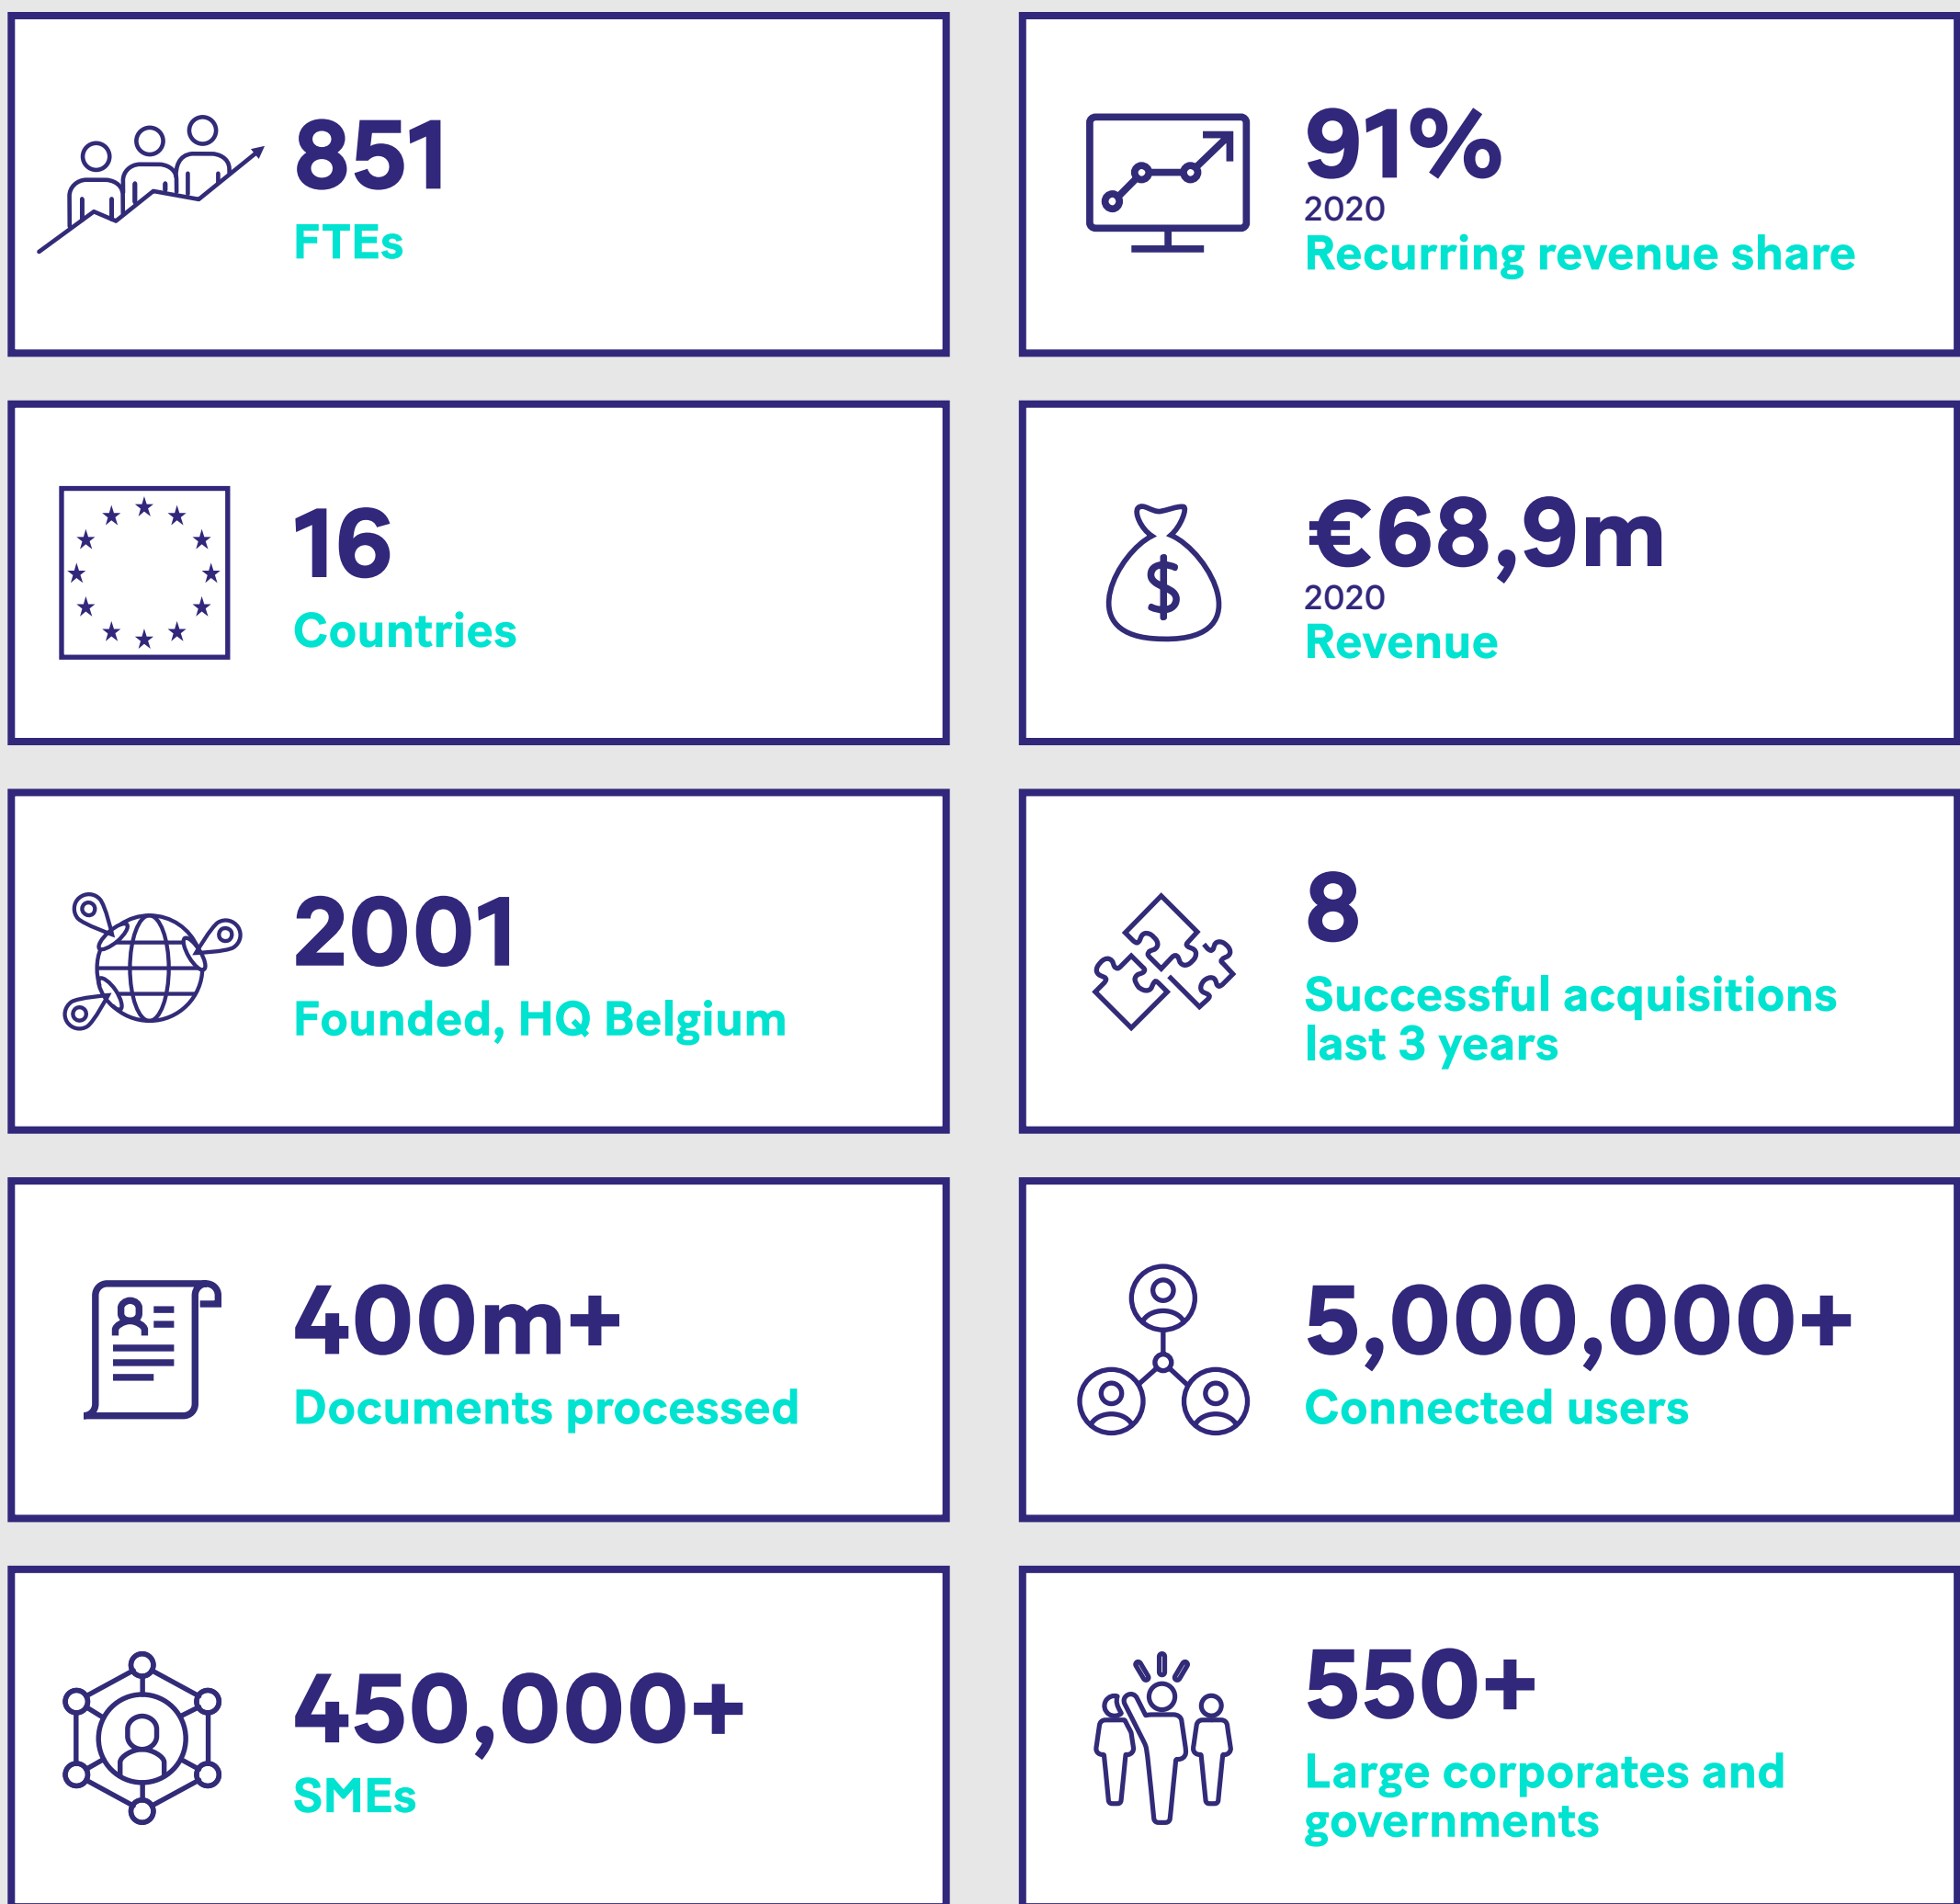 851
FTEs
91%
2020
Recurring revenue share
16
Countries
€68,9m
2020
Revenue
2001
Founded, HQ Belgium
8
Successful acquisitions
last 3 years
400m+
Documents processed
5,000,000+
Connected users
450,000+
SMEs
550+
Large corporates and
governments